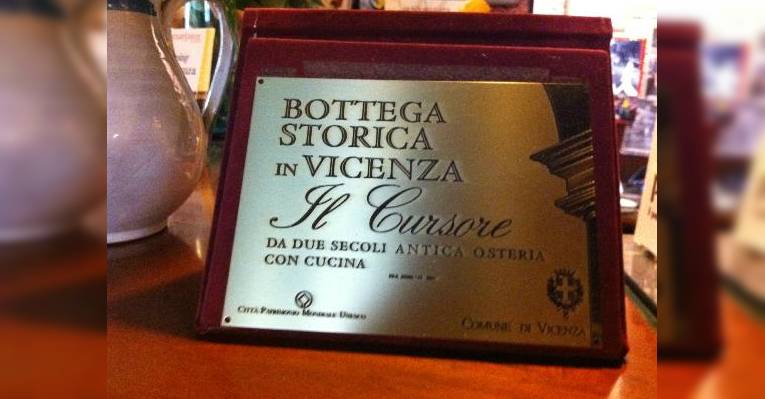 BOTTEGA
STORICA
IN VICENZA
Il Cursore
DA DUE SECOLI ANTICA OSTERIA
CON CUCINA
CITTÀ PATRIMONIO MONDIALE UNESCO
COMUNE DI VICENZA